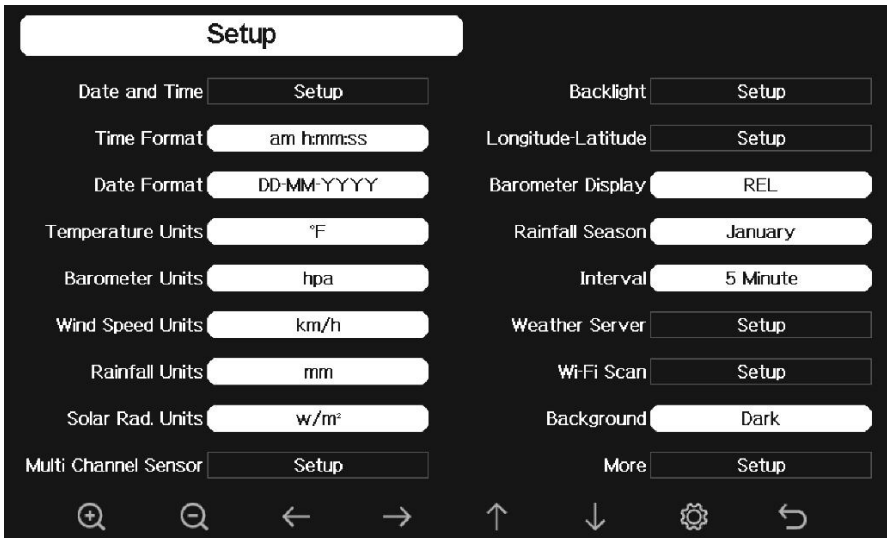 Setup
Date and Time Setup Backlight Setup
Time Format am h:mm:ss Longitude-Latitude Setup
Date Format DD-MM-YYYY Barometer Display REL
Temperature Units °F Rainfall Season January
Barometer Units hpa Interval 5 Minute
Wind Speed Units km/h Weather Server Setup
Rainfall Units mm Wi-Fi Scan Setup
Solar Rad. Units w/m² Background Dark
Multi Channel Sensor Setup More Setup